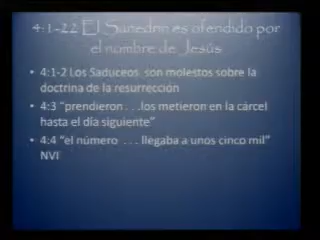 4:1-22 El Sanedrín es ofendido por
el nombre de Jesús
• 4:1-2 Los Saduceos son molestos sobre la
doctrina de la resurrección
• 4:3 “prendieron . . .los metieron en la cárcel
hasta el día siguiente”
• 4:4 “el número . . . llegaba a unos cinco mil”
NVI